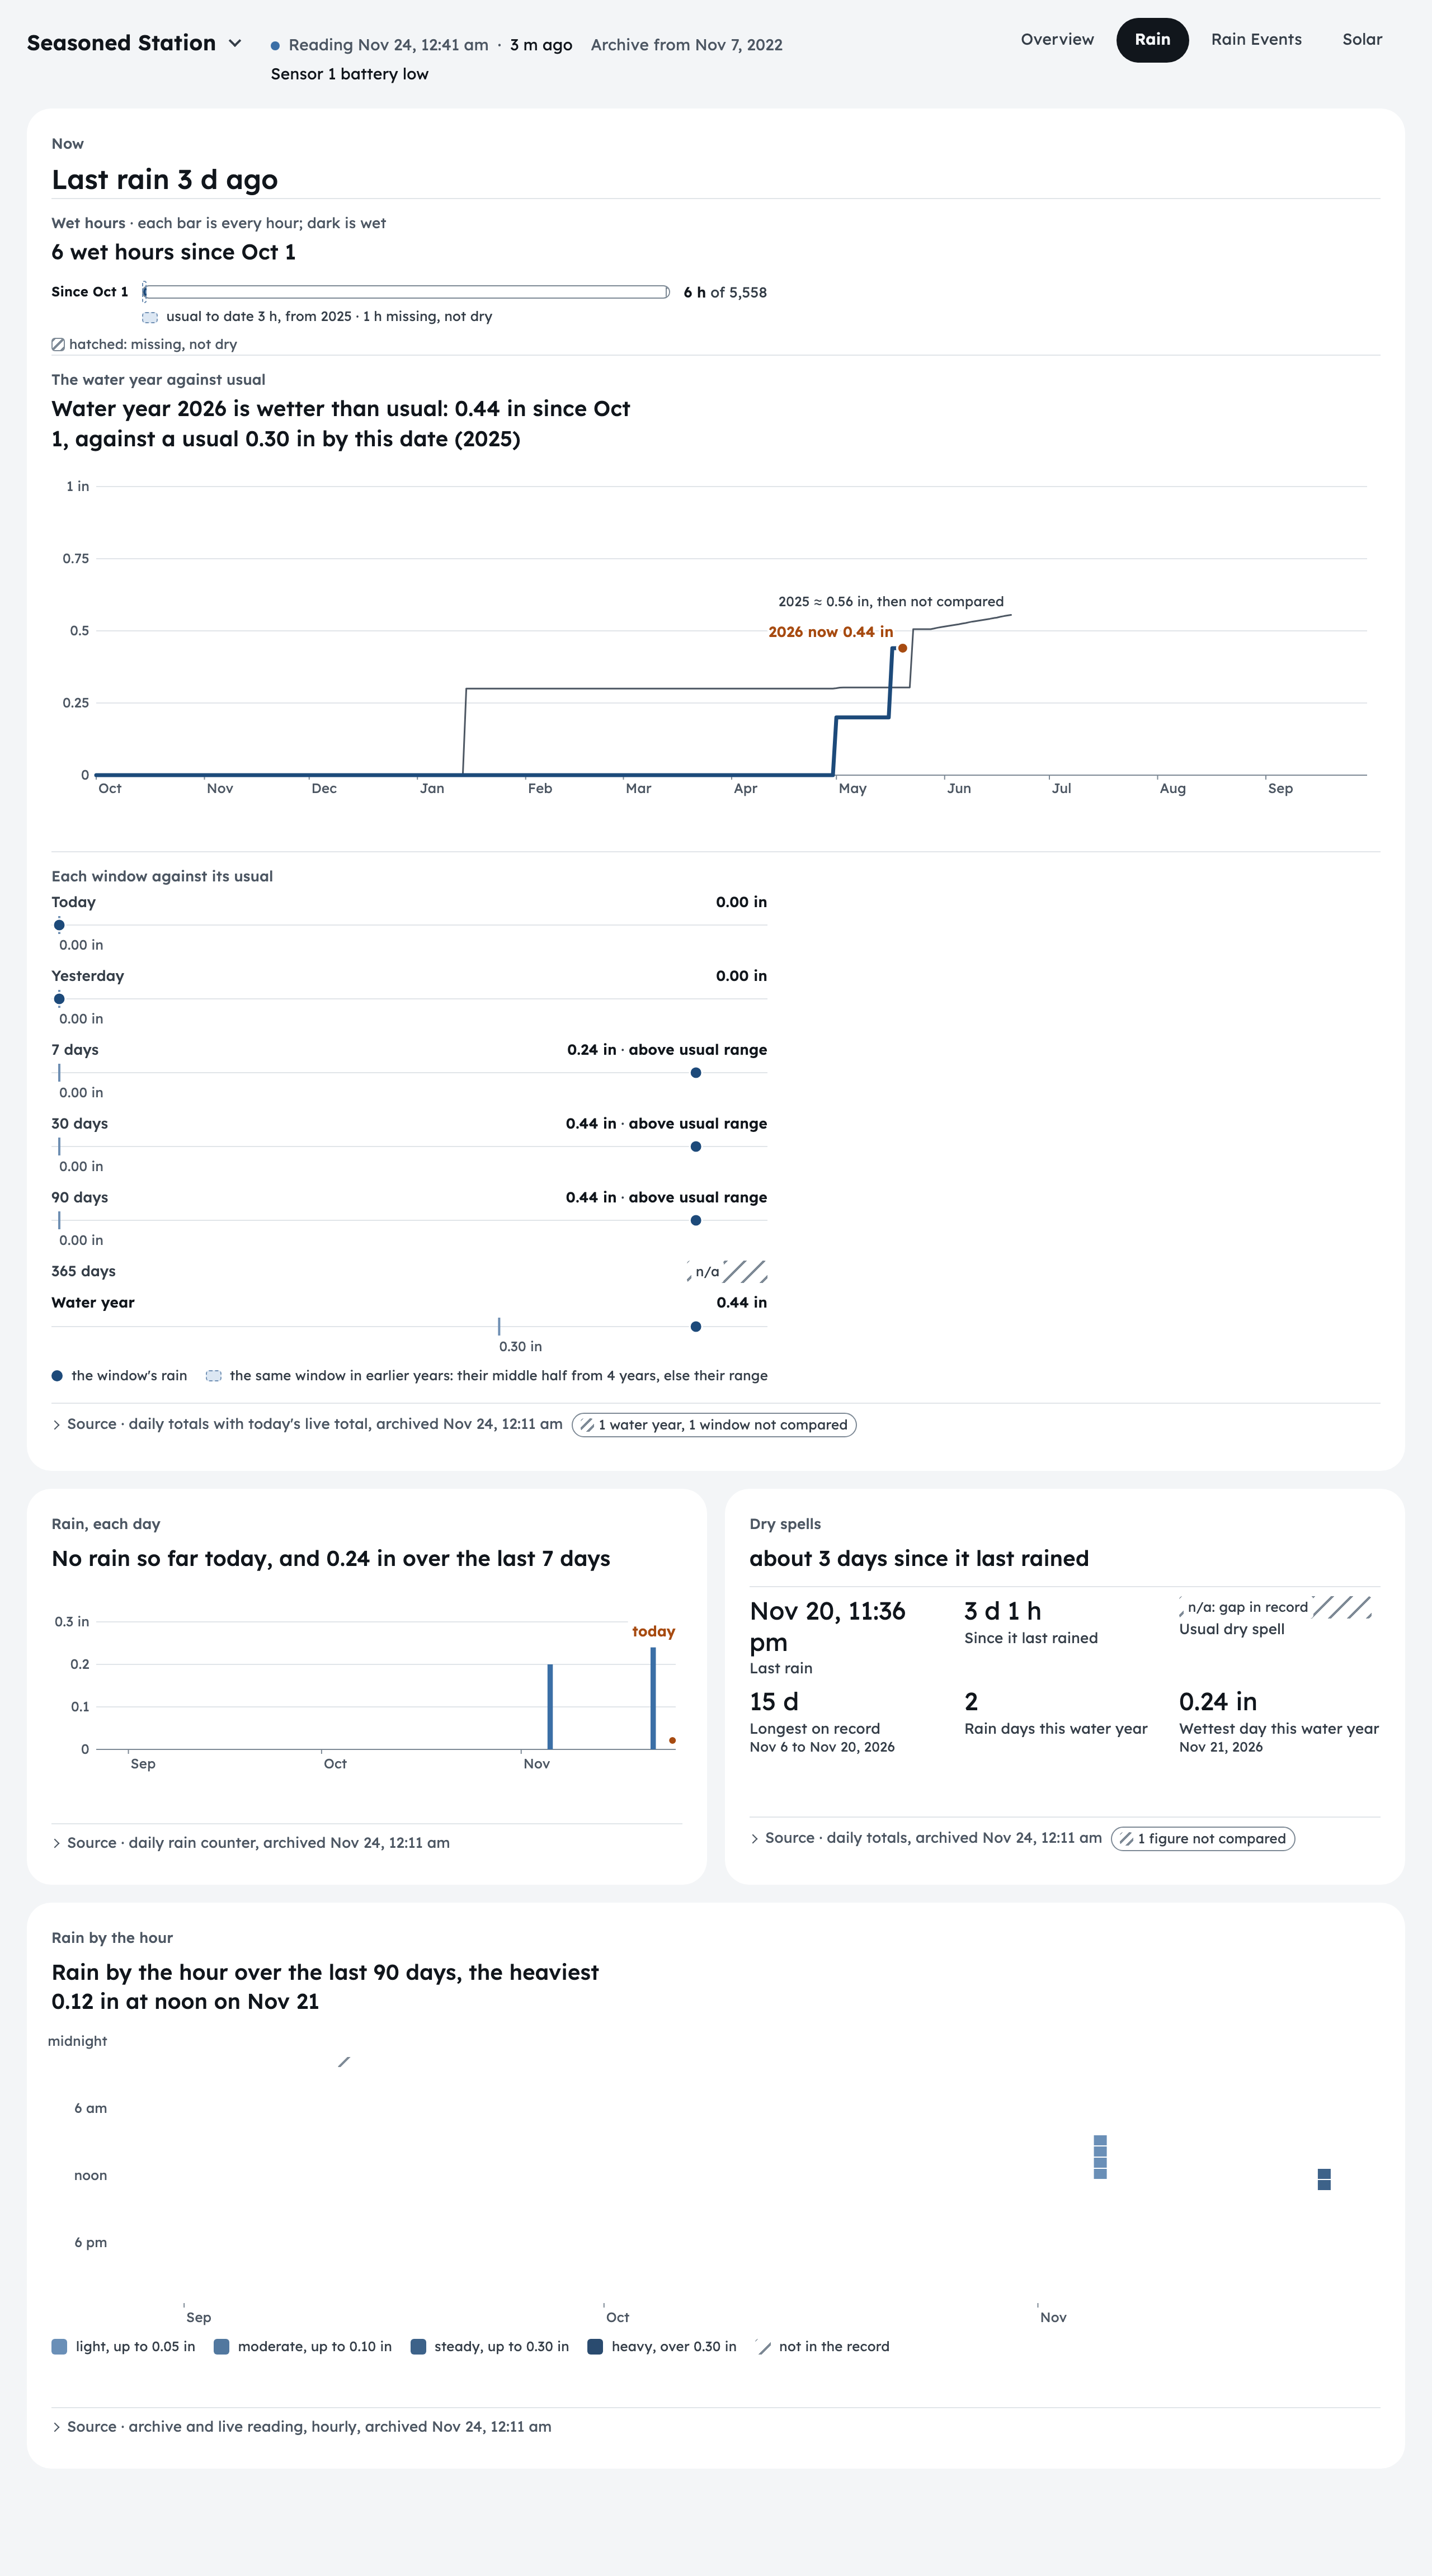 Seasoned Station
Reading Nov 24, 12:41 am · 3 m ago Archive from Nov 7, 2022
Sensor 1 battery low
Overview Rain Rain Events Solar
Now
Last rain 3 d ago
Wet hours · each bar is every hour; dark is wet
6 wet hours since Oct 1
Since Oct 1 6 h of 5,558
usual to date 3 h, from 2025 · 1 h missing, not dry
hatched: missing, not dry
The water year against usual
Water year 2026 is wetter than usual: 0.44 in since Oct
1, against a usual 0.30 in by this date (2025)
1 in
0.75
2025 ≈ 0.56 in, then not compared
0.5
2026 now 0.44 in
0.25
0
Oct Nov Dec Jan Feb Mar Apr May Jun Jul Aug Sep
Each window against its usual
Today 0.00 in
0.00 in
Yesterday 0.00 in
0.00 in
7 days 0.24 in · above usual range
0.00 in
30 days 0.44 in · above usual range
0.00 in
90 days 0.44 in · above usual range
0.00 in
365 days n/a
Water year 0.44 in
0.30 in
the window's rain the same window in earlier years: their middle half from 4 years, else their range
Source · daily totals with today's live total, archived Nov 24, 12:11 am 1 water year, 1 window not compared
Rain, each day
No rain so far today, and 0.24 in over the last 7 days
0.3 in
today
0.2
0.1
0
Sep Oct Nov
Source · daily rain counter, archived Nov 24, 12:11 am
Dry spells
about 3 days since it last rained
Nov 20, 11:36
pm
Last rain
3 d 1 h
Since it last rained
n/a: gap in record
Usual dry spell
15 d
Longest on record
Nov 6 to Nov 20, 2026
2
Rain days this water year
0.24 in
Wettest day this water year
Nov 21, 2026
Source · daily totals, archived Nov 24, 12:11 am 1 figure not compared
Rain by the hour
Rain by the hour over the last 90 days, the heaviest
0.12 in at noon on Nov 21
midnight
6 am
noon
6 pm
Sep Oct Nov
light, up to 0.05 in moderate, up to 0.10 in steady, up to 0.30 in heavy, over 0.30 in not in the record
Source · archive and live reading, hourly, archived Nov 24, 12:11 am